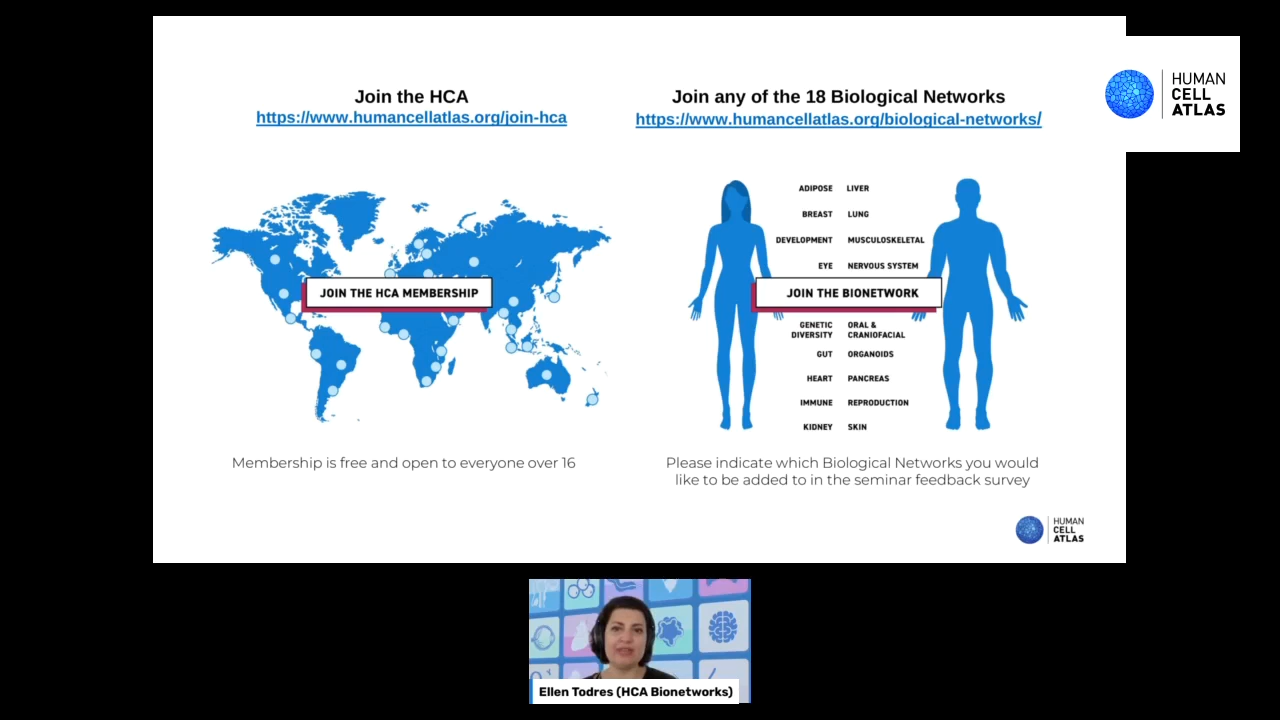 Join the HCA
https://www.humancellatlas.org/join-hca
Join any of the 18 Biological Networks
https://www.humancellatlas.org/biological-networks/
HUMAN
CELL
ATLAS
JOIN THE HCA MEMBERSHIP
ADIPOSE LIVER
BREAST LUNG
DEVELOPMENT MUSCULOSKELETAL
EYE NERVOUS SYSTEM
JOIN THE BIONETWORK
GENETIC ORAL &
DIVERSITY CRANIOFACIAL
GUT ORGANOIDS
HEART PANCREAS
IMMUNE REPRODUCTION
KIDNEY SKIN
Membership is free and open to everyone over 16
Please indicate which Biological Networks you would
like to be added to in the seminar feedback survey
HUMAN
CELL
ATLAS
Ellen Todres (HCA Bionetworks)